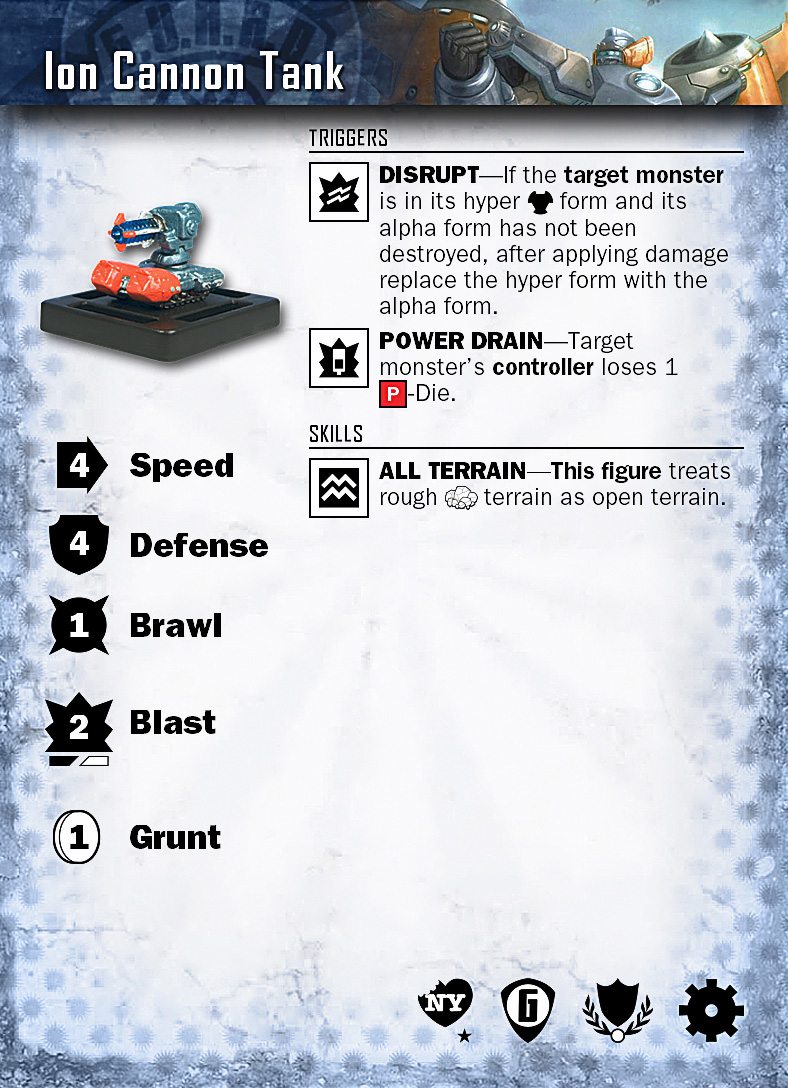 Ion Cannon Tank
TRIGGERS
DISRUPT—If the target monster
is in its hyper form and its
alpha form has not been
destroyed, after applying damage
replace the hyper form with the
alpha form.
POWER DRAIN—Target
monster's controller loses 1
P-Die.
SKILLS
ALL TERRAIN—This figure treats
rough terrain as open terrain.
4 Speed
4 Defense
1 Brawl
2 Blast
1 Grunt
NY
G